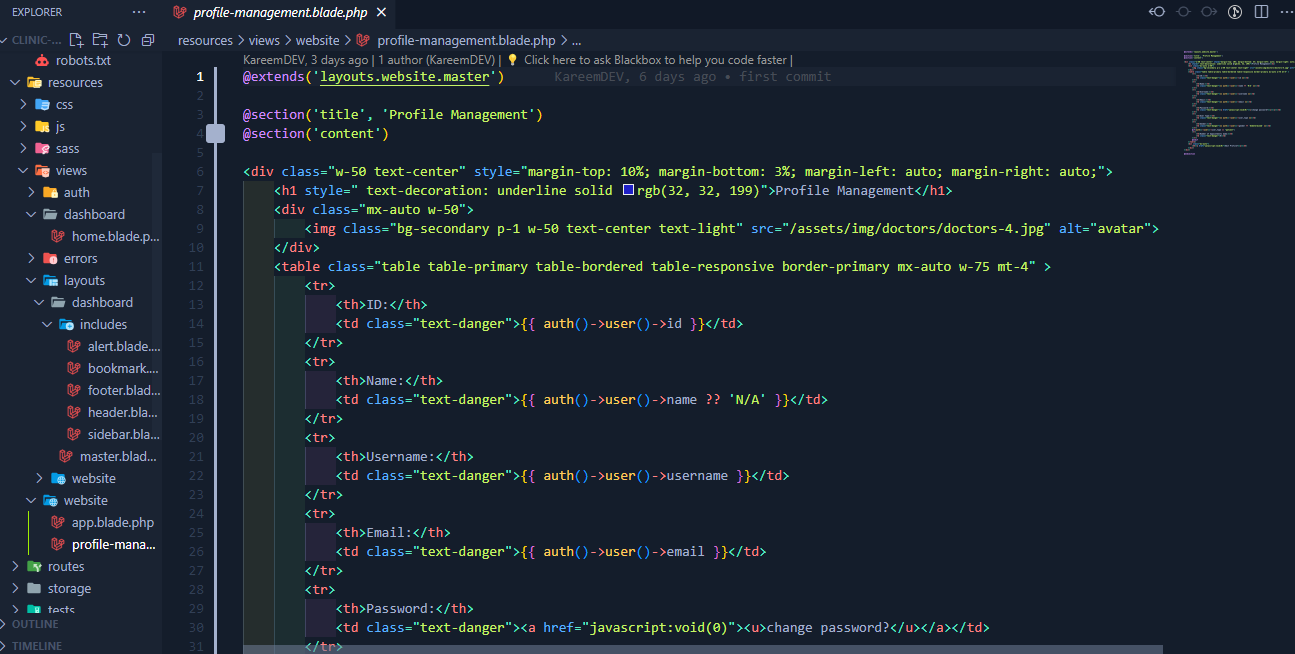 EXPLORER
profile-management.blade.php
CLINIC-...
resources > views > website > profile-management.blade.php > ...
robots.txt
resources
css
js
sass
views
auth
dashboard
home.blade.p...
errors
layouts
dashboard
includes
alert.blade....
bookmark....
footer.blad...
header.bla...
sidebar.bla...
master.blad...
website
website
app.blade.php
profile-mana...
routes
storage
tests
OUTLINE
TIMELINE
KareemDEV, 3 days ago | 1 author (KareemDEV) | 💡 Click here to ask Blackbox to help you code faster |
1 @extends('layouts.website.master') KareemDEV, 6 days ago • first commit
2
3 @section('title', 'Profile Management')
4 @section('content')
5
6 <div class="w-50 text-center" style="margin-top: 10%; margin-bottom: 3%; margin-left: auto; margin-right: auto;">
7 <h1 style=" text-decoration: underline solid rgb(32, 32, 199)">Profile Management</h1>
8 <div class="mx-auto w-50">
9 <img class="bg-secondary p-1 w-50 text-center text-light" src="/assets/img/doctors/doctors-4.jpg" alt="avatar">
10 </div>
11 <table class="table table-primary table-bordered table-responsive border-primary mx-auto w-75 mt-4" >
12 <tr>
13 <th>ID:</th>
14 <td class="text-danger">{{ auth()->user()->id }}</td>
15 </tr>
16 <tr>
17 <th>Name:</th>
18 <td class="text-danger">{{ auth()->user()->name ?? 'N/A' }}</td>
19 </tr>
20 <tr>
21 <th>Username:</th>
22 <td class="text-danger">{{ auth()->user()->username }}</td>
23 </tr>
24 <tr>
25 <th>Email:</th>
26 <td class="text-danger">{{ auth()->user()->email }}</td>
27 </tr>
28 <tr>
29 <th>Password:</th>
30 <td class="text-danger"><a href="javascript:void(0)"><u>change password?</u></a></td>
31 </tr>